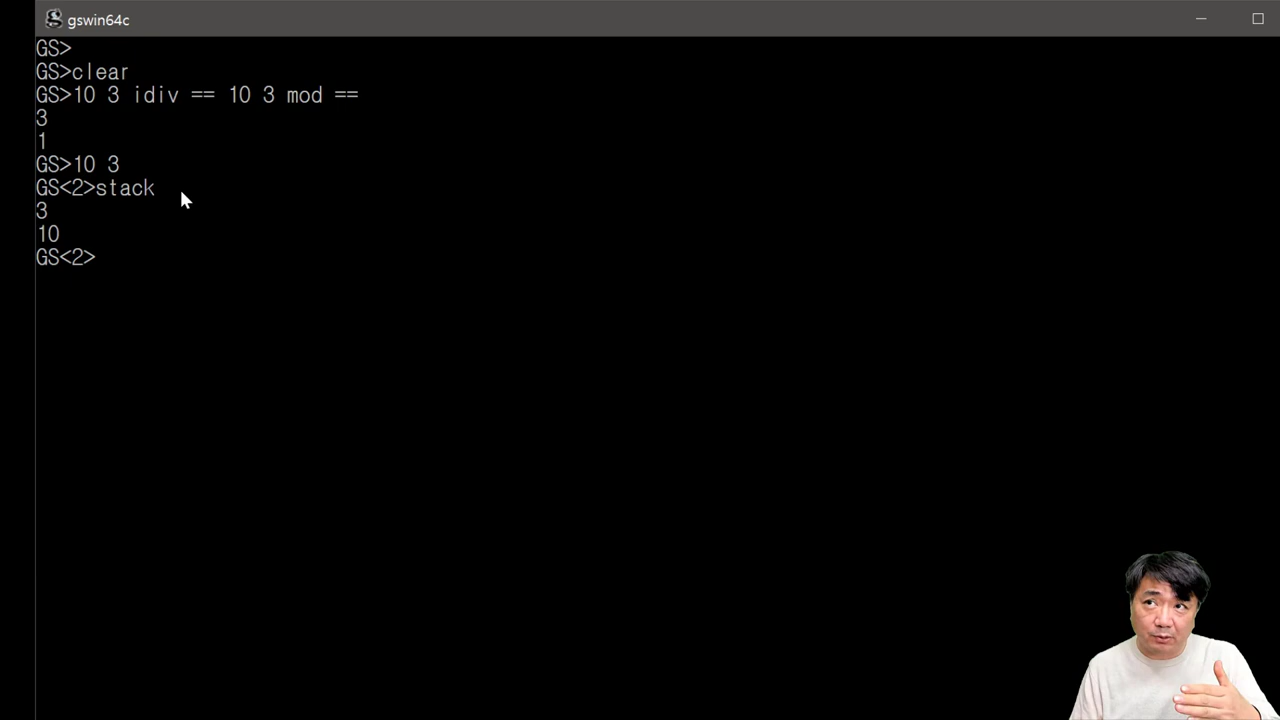 gswin64c
GS>
GS>clear
GS>10 3 idiv == 10 3 mod ==
3
1
GS>10 3
GS<2>stack
3
10
GS<2>